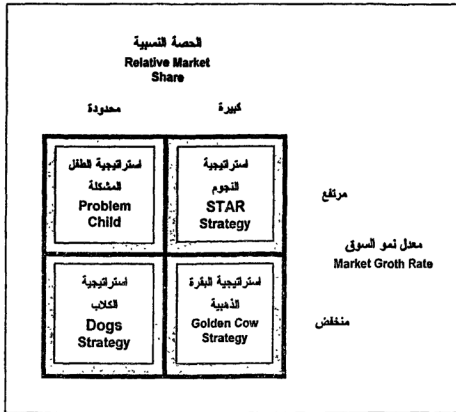 الحصة النسبية
Relative Market
Share
كبيرة
محدودة
استراتيجية
النجوم
STAR
Strategy
استراتيجية الطفل
المشكلة
Problem
Child
مرتفع
معدل نمو السوق
Market Groth Rate
استراتيجية البقرة
الذهبية
Golden Cow
Strategy
استراتيجية
الكلاب
Dogs
Strategy
منخفض